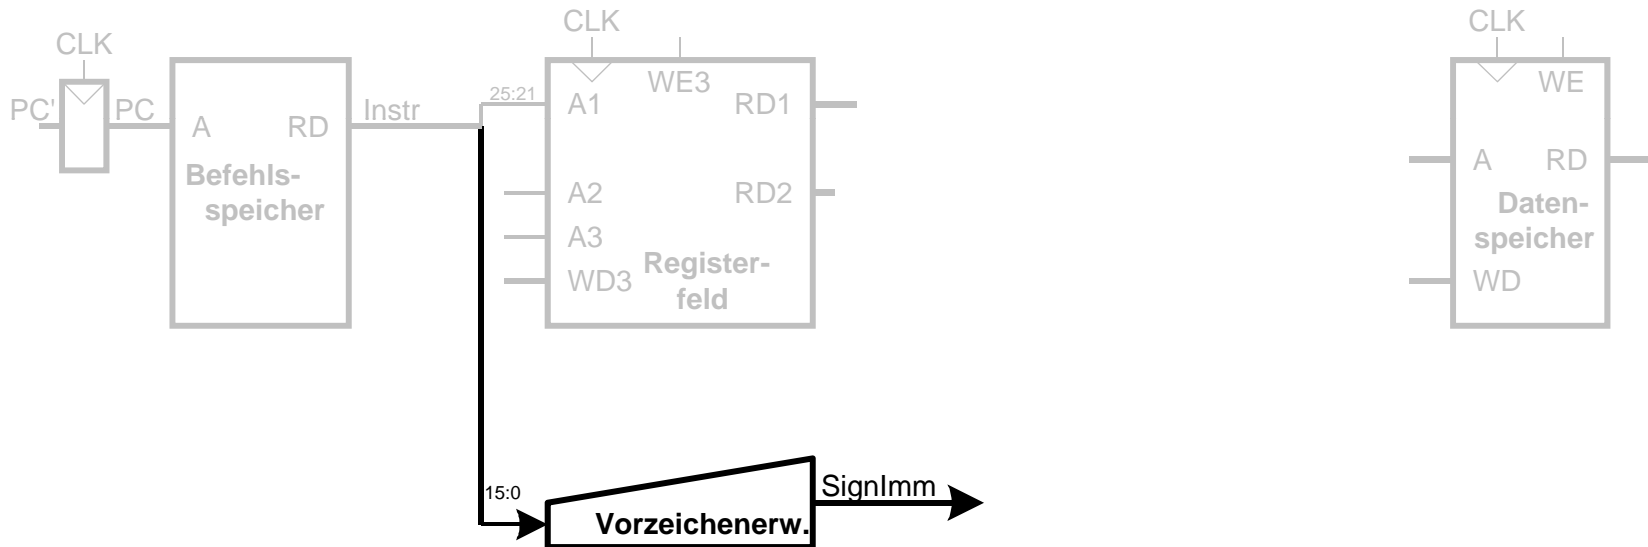 CLK
CLK
CLK
PC'
PC
A
RD
Befehls-
speicher
Instr
25:21
A1
WE3
RD1
A2
RD2
A3
WD3
Register-
feld
WE
A
RD
Daten-
speicher
WD
15:0
Vorzeichenerw.
SignImm